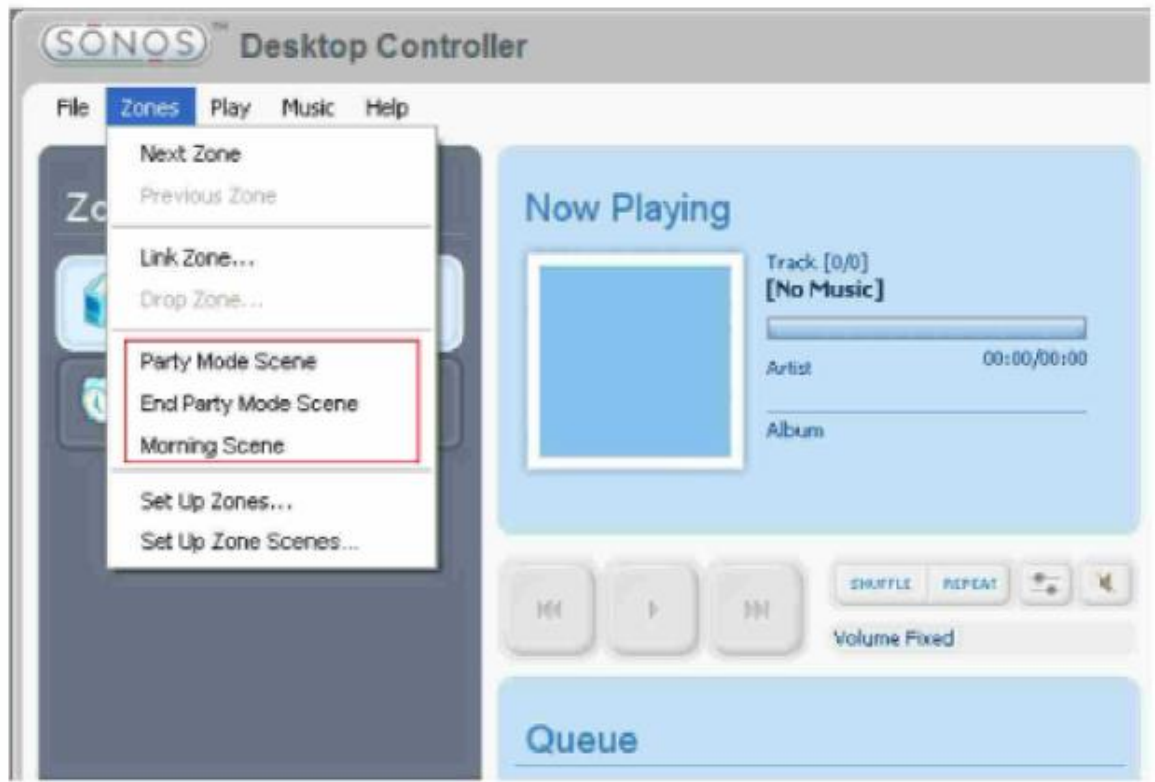 SONOS™ Desktop Controller
File Zones Play Music Help
Next Zone
Previous Zone
Link Zone...
Drop Zone...
Party Mode Scene
End Party Mode Scene
Morning Scene
Set Up Zones...
Set Up Zone Scenes...
Zo
Now Playing
Track [0/0]
[No Music]
Artist 00:00/00:00
Album
SHUFFLE REPEAT
Volume Fixed
Queue